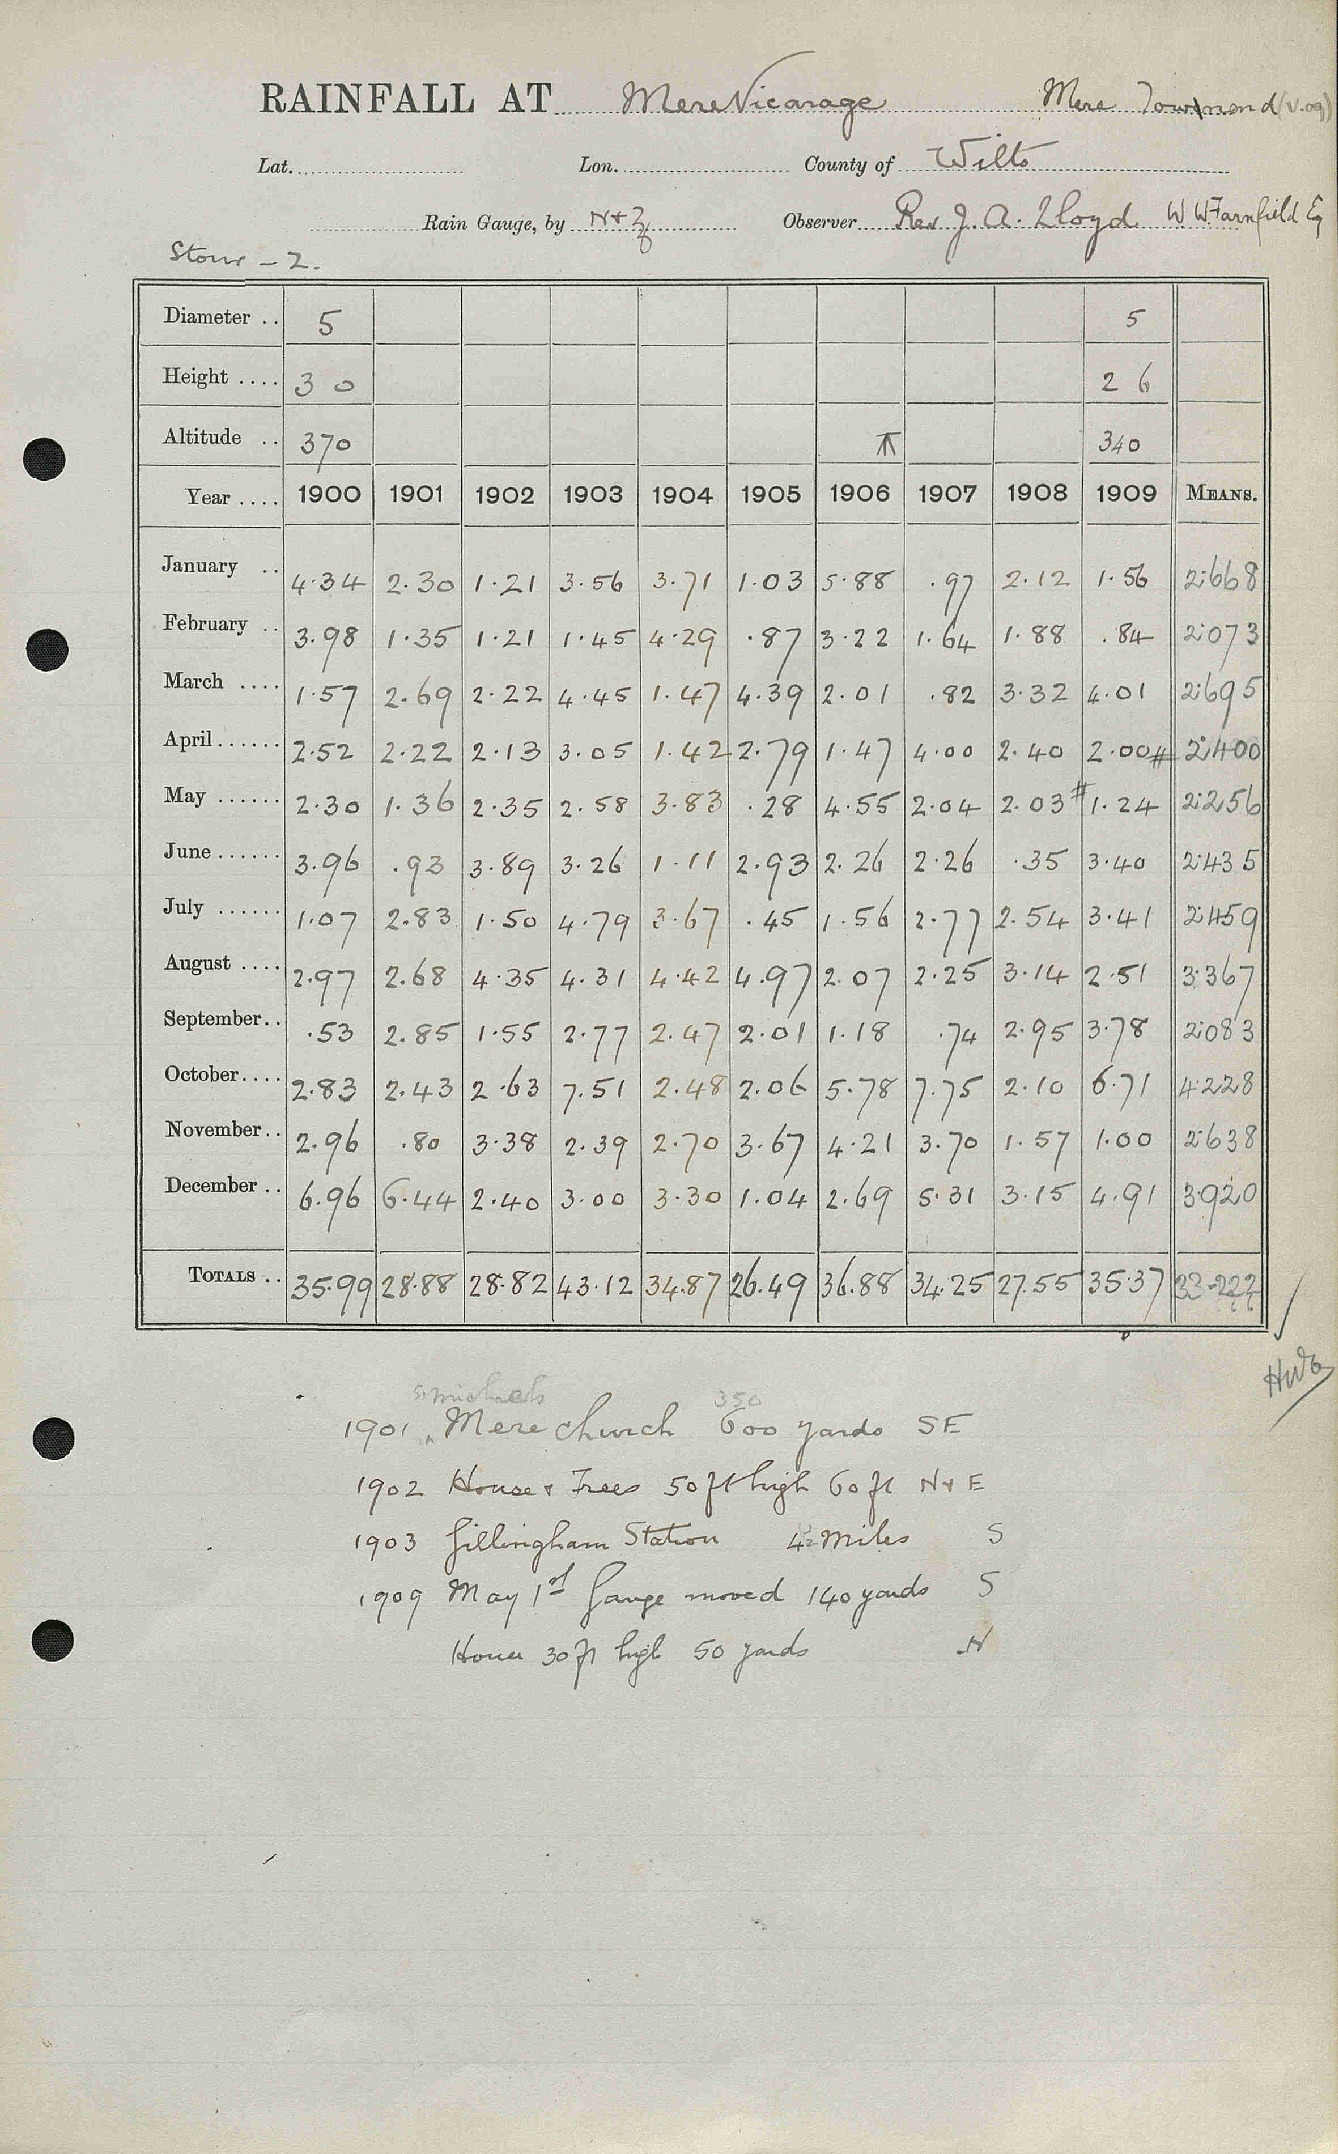 RAINFALL AT Mere Vicarage Mere Townend (V.09)
Lat. Lon. County of Wilts
Rain Gauge, by N+Z Observer Rev J. A. Lloyd W W Farnfield Eq
Stour - 2.
Diameter .. 5 5
Height .... 3 0 2 6
Altitude .. 370 340
Year .... 1900 1901 1902 1903 1904 1905 1906 1907 1908 1909 MEANS.
January .. 4.34 2.30 1.21 3.56 3.71 1.03 5.88 .97 2.12 1.56 2.668
February .. 3.98 1.35 1.21 1.45 4.29 .87 3.22 1.64 1.88 .84 2.073
March .... 1.57 2.69 2.22 4.45 1.47 4.39 2.01 .82 3.32 4.01 2.695
April...... 2.52 2.22 2.13 3.05 1.42 2.79 1.47 4.00 2.40 2.00# 2.400
May ...... 2.30 1.36 2.35 2.58 3.83 .28 4.55 2.04 2.03 #1.24 2.256
June...... 3.96 .93 3.89 3.26 1.11 2.93 2.26 2.26 .35 3.40 2.435
July ...... 1.07 2.83 1.50 4.79 3.67 .45 1.56 2.77 2.54 3.41 2.459
August .... 2.97 2.68 4.35 4.31 4.42 4.97 2.07 2.25 3.14 2.51 3.367
September.. .53 2.85 1.55 2.77 2.47 2.01 1.18 .74 2.95 3.78 2.083
October.... 2.83 2.43 2.63 7.51 2.48 2.06 5.78 7.75 2.10 6.71 4.228
November.. 2.96 .80 3.38 2.39 2.70 3.67 4.21 3.70 1.57 1.00 2.638
December .. 6.96 6.44 2.40 3.00 3.30 1.04 2.69 5.31 3.15 4.91 3.920
TOTALS .. 35.99 28.88 28.82 43.12 34.87 26.49 36.88 34.25 27.55 35.37 33.222
St Michaels 350
1901 Mere Church 600 yards SE
1902 House & Trees 50 ft high 60 ft N & E
1903 Gillingham Station 4 Miles S
1909 May 1st Gauge moved 140 yards S
House 30 ft high 50 yards N